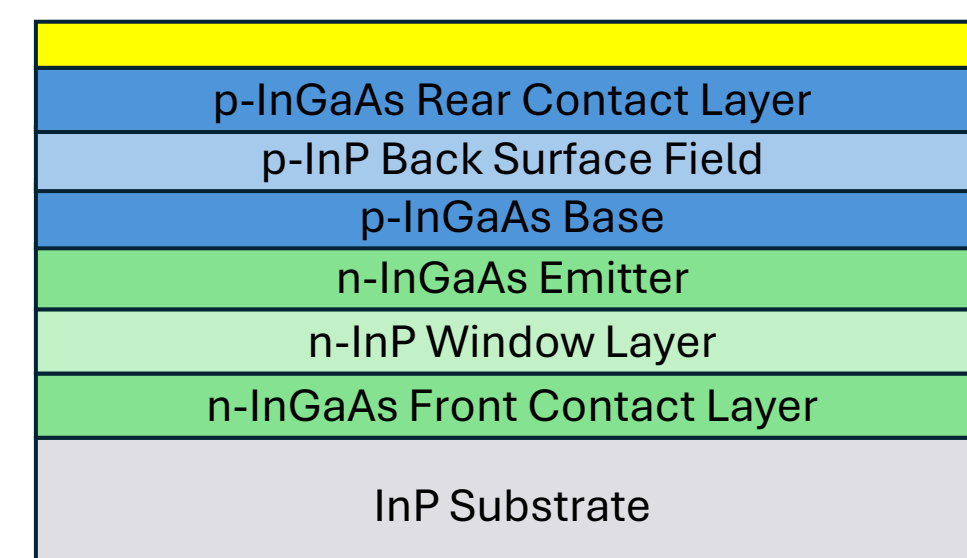 p-InGaAs Rear Contact Layer
p-InP Back Surface Field
p-InGaAs Base
n-InGaAs Emitter
n-InP Window Layer
n-InGaAs Front Contact Layer
InP Substrate